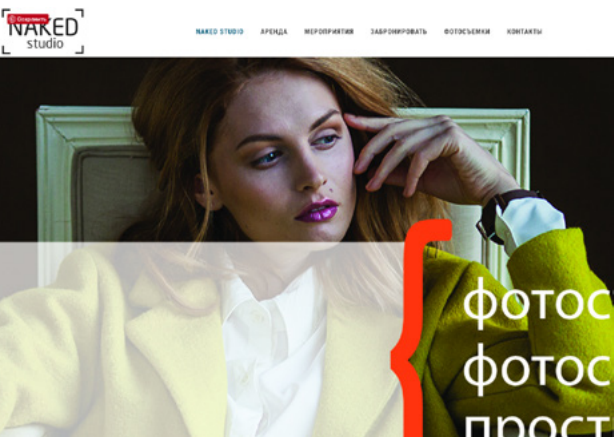 Сохранить
NAKED
studio
NAKED STUDIO АРЕНДА МЕРОПРИЯТИЯ ЗАБРОНИРОВАТЬ ФОТОСЪЕМКИ КОНТАКТЫ
{
фотос
фотос
прост